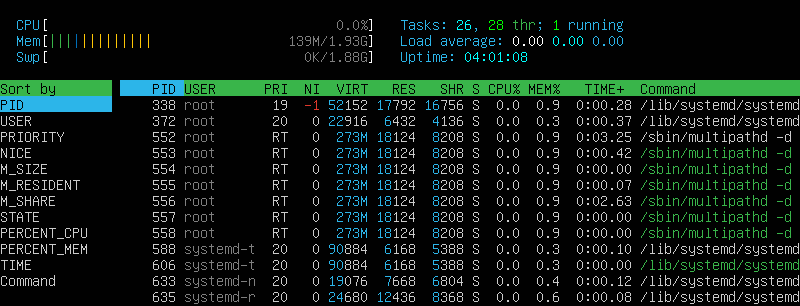 CPU[ 0.0%] Tasks: 26, 28 thr; 1 running
Mem[|||||||||||||| 139M/1.93G] Load average: 0.00 0.00 0.00
Swp[ 0K/1.88G] Uptime: 04:01:08
Sort by PID USER PRI NI VIRT RES SHR S CPU% MEM% TIME+ Command
PID 338 root 19 -1 52152 17792 16756 S 0.0 0.9 0:00.28 /lib/systemd/systemd
USER 372 root 20 0 22916 6432 4136 S 0.0 0.3 0:00.37 /lib/systemd/systemd
PRIORITY 552 root RT 0 273M 18124 8208 S 0.0 0.9 0:03.25 /sbin/multipathd -d
NICE 553 root RT 0 273M 18124 8208 S 0.0 0.9 0:00.42 /sbin/multipathd -d
M_SIZE 554 root RT 0 273M 18124 8208 S 0.0 0.9 0:00.00 /sbin/multipathd -d
M_RESIDENT 555 root RT 0 273M 18124 8208 S 0.0 0.9 0:00.07 /sbin/multipathd -d
M_SHARE 556 root RT 0 273M 18124 8208 S 0.0 0.9 0:02.63 /sbin/multipathd -d
STATE 557 root RT 0 273M 18124 8208 S 0.0 0.9 0:00.00 /sbin/multipathd -d
PERCENT_CPU 558 root RT 0 273M 18124 8208 S 0.0 0.9 0:00.00 /sbin/multipathd -d
PERCENT_MEM 588 systemd-t 20 0 90884 6168 5388 S 0.0 0.3 0:00.10 /lib/systemd/systemd
TIME 606 systemd-t 20 0 90884 6168 5388 S 0.0 0.3 0:00.00 /lib/systemd/systemd
Command 633 systemd-n 20 0 19076 7668 6804 S 0.0 0.4 0:00.12 /lib/systemd/systemd
635 systemd-r 20 0 24680 12436 8368 S 0.0 0.6 0:00.08 /lib/systemd/systemd